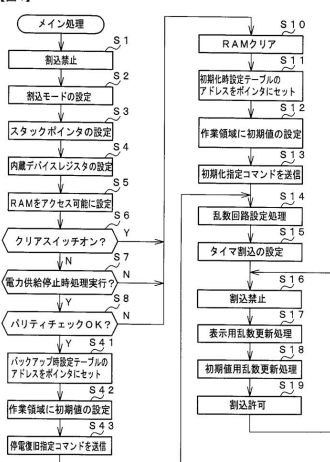 メイン処理
S1
割込禁止
S2
割込モードの設定
S3
スタックポインタの設定
S4
内蔵デバイスレジスタの設定
S5
RAMをアクセス可能に設定
S6
クリアスイッチオン?
Y
N
S7
電力供給停止時処理実行?
N
Y
S8
パリティチェックOK?
N
Y
S41
バックアップ時設定テーブルの
アドレスをポインタにセット
S42
作業領域に初期値の設定
S43
停電復旧指定コマンドを送信
S10
RAMクリア
S11
初期化時設定テーブルの
アドレスをポインタにセット
S12
作業領域に初期値の設定
S13
初期化指定コマンドを送信
S14
乱数回路設定処理
S15
タイマ割込の設定
S16
割込禁止
S17
表示用乱数更新処理
S18
初期値用乱数更新処理
S19
割込許可